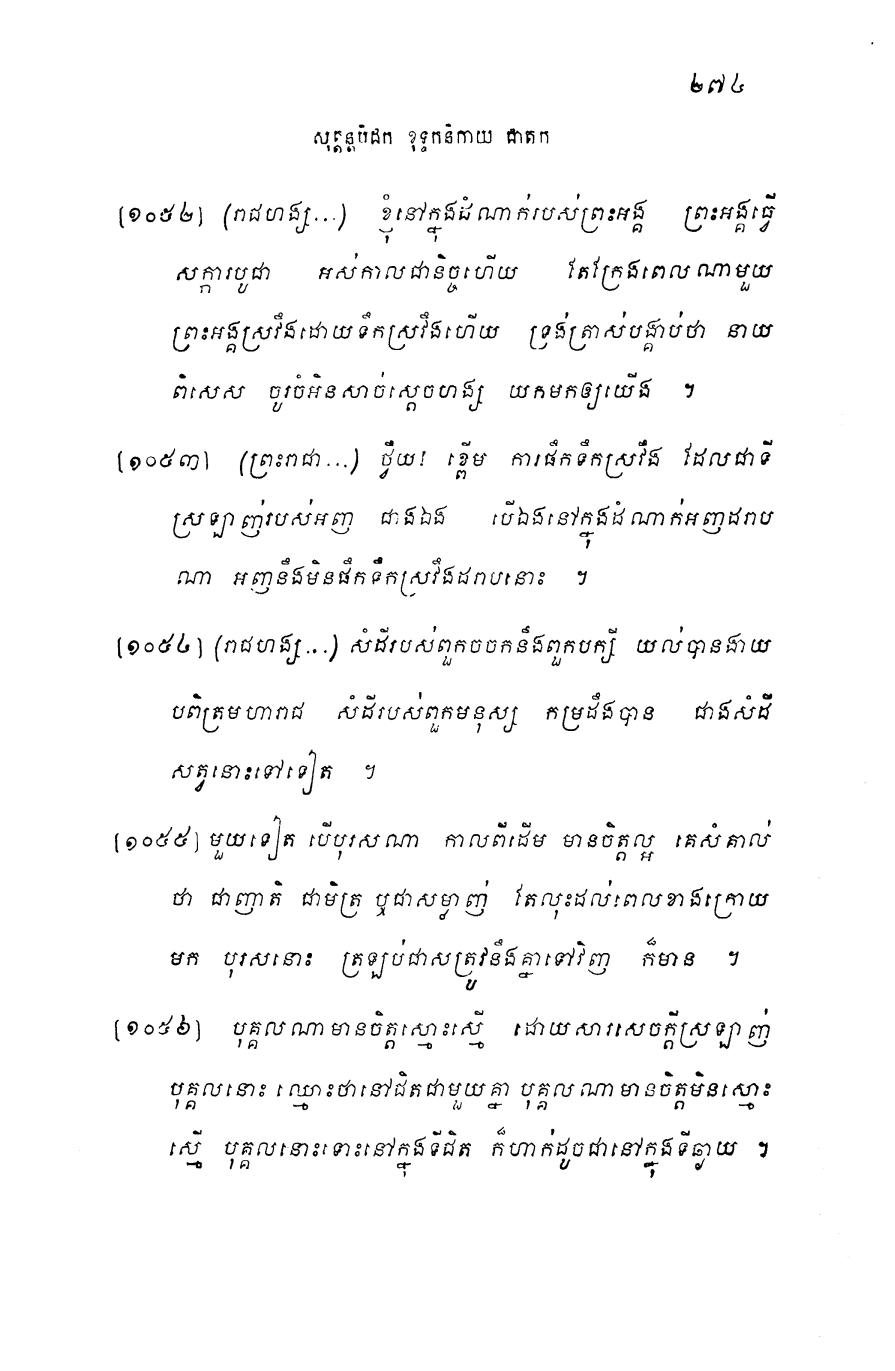 ២៧៤
សុត្តន្តបិដក ខុទ្ទកនិកាយ ជាតក
[១០៥២] (រាជហង្ស...) ខ្ញុំនៅក្នុងដំណាក់របស់ព្រះអង្គ ព្រះអង្គធ្វើ
សក្ការបូជា អស់កាលជានិច្ចហើយ តែក្រែងពេលណាមួយ
ព្រះអង្គស្រវឹងដោយទឹកស្រវឹងហើយ ទ្រង់ត្រាស់បង្គាប់ថា នាយ
ពិសេស ចូរចំអិនសាច់ស្តេចហង្ស យកមកឲ្យយើង ។
[១០៥៣] (ព្រះរាជា...) ថ្វឺយ! ខ្ពើម ការផឹកទឹកស្រវឹង ដែលជាទី
ស្រឡាញ់របស់អញ ជាងឯង បើឯងនៅក្នុងដំណាក់អញដរាប
ណា អញនឹងមិនផឹកទឹកស្រវឹងដរាបនោះ ។
[១០៥៤] (រាជហង្ស...) សំដីរបស់ពួកចចកនឹងពួកបក្សី យល់បានងាយ
បពិត្រមហារាជ សំដីរបស់ពួកមនុស្ស កម្រដឹងបាន ជាងសំដី
សត្វនោះទៅទៀត ។
[១០៥៥] មួយទៀត បើបុរសណា កាលពីដើម មានចិត្តល្អ គេសំគាល់
ថា ជាញាតិ ជាមិត្រ ឬជាសម្លាញ់ តែលុះដល់ពេលខាងក្រោយ
មក បុរសនោះ ត្រឡប់ជាសត្រូវនឹងគ្នាទៅវិញ ក៏មាន ។
[១០៥៦] បុគ្គលណាមានចិត្តស្មោះស្មើ ដោយសារសេចក្តីស្រឡាញ់
បុគ្គលនោះ ឈ្មោះថានៅជិតជាមួយគ្នា បុគ្គលណាមានចិត្តមិនស្មោះ
ស្មើ បុគ្គលនោះទោះនៅក្នុងទីជិត ក៏ហាក់ដូចជានៅក្នុងទីឆ្ងាយ ។